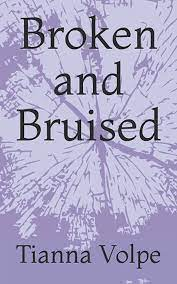 Broken
and
Bruised
Tianna Volpe